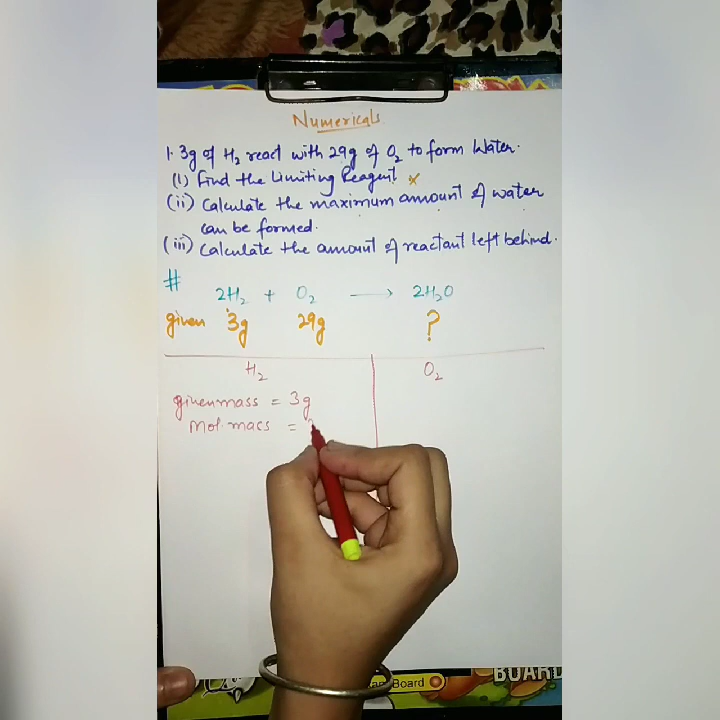 Numericals
1. 3g of H₂ react with 29g of O₂ to form Water.
(i) Find the Limiting Reagent x
(ii) Calculate the maximum amount of water
can be formed.
(iii) Calculate the amount of reactant left behind.
# 2H₂ + O₂ → 2H₂O
given 3g 29g ?
H₂ O₂
given mass = 3g
Mol. mass =
Board
BOARD